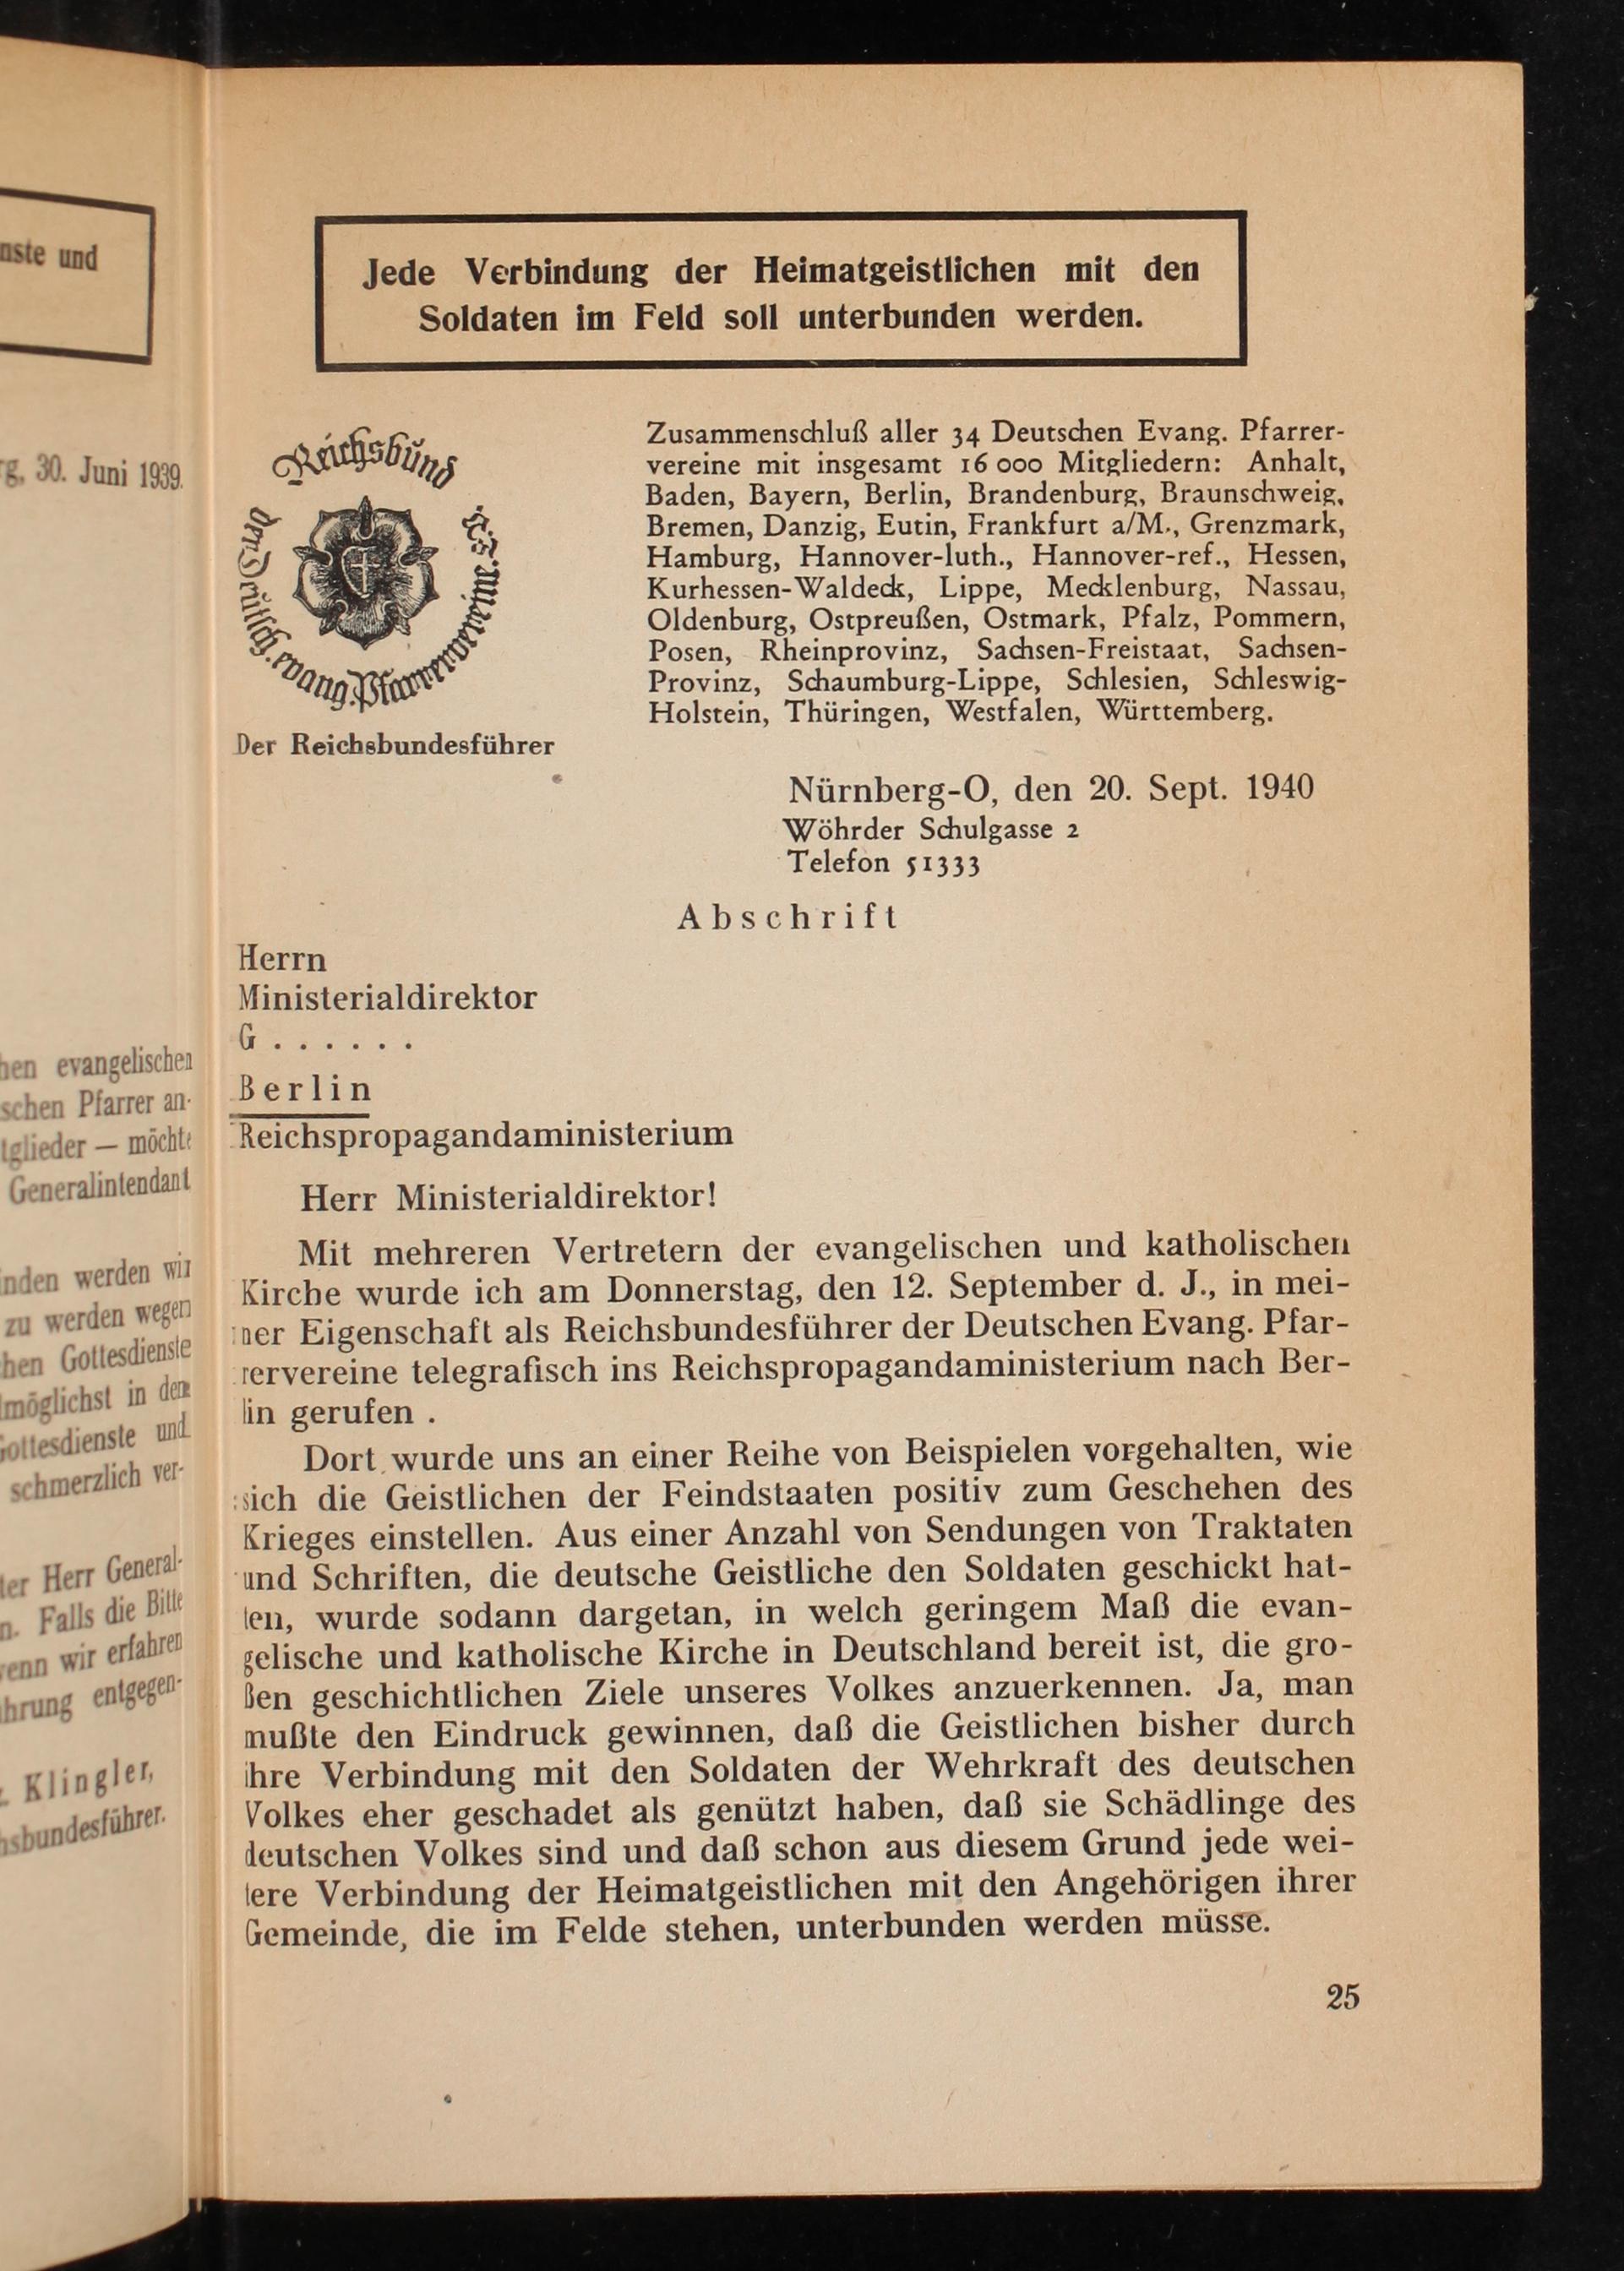 nste und
g, 30. Juni 1939.
hen evangelischen
schen Pfarrer an-
tglieder — möchte
Generalintendant
nden werden wir
zu werden wegen
hen Gottesdienste
möglichst in den
Gottesdienste und
schmerzlich ver-
ter Herr General-
n. Falls die Bitte
wenn wir erfahren
hrung entgegen-
. Klingler,
hsbundesführer.
Jede Verbindung der Heimatgeistlichen mit den
Soldaten im Feld soll unterbunden werden.
Reichsbund
der Deutsch. evang. Pfarrervereine e.V.
Der Reichsbundesführer
Zusammenschluß aller 34 Deutschen Evang. Pfarrer-
vereine mit insgesamt 16 000 Mitgliedern: Anhalt,
Baden, Bayern, Berlin, Brandenburg, Braunschweig,
Bremen, Danzig, Eutin, Frankfurt a/M., Grenzmark,
Hamburg, Hannover-luth., Hannover-ref., Hessen,
Kurhessen-Waldeck, Lippe, Mecklenburg, Nassau,
Oldenburg, Ostpreußen, Ostmark, Pfalz, Pommern,
Posen, Rheinprovinz, Sachsen-Freistaat, Sachsen-
Provinz, Schaumburg-Lippe, Schlesien, Schleswig-
Holstein, Thüringen, Westfalen, Württemberg.
Nürnberg-O, den 20. Sept. 1940
Wöhrder Schulgasse 2
Telefon 51333
Abschrift
Herrn
Ministerialdirektor
G . . . . . .
Berlin
Reichspropagandaministerium
Herr Ministerialdirektor!
Mit mehreren Vertretern der evangelischen und katholischen
Kirche wurde ich am Donnerstag, den 12. September d. J., in mei-
ner Eigenschaft als Reichsbundesführer der Deutschen Evang. Pfar-
rervereine telegrafisch ins Reichspropagandaministerium nach Ber-
lin gerufen .
Dort wurde uns an einer Reihe von Beispielen vorgehalten, wie
sich die Geistlichen der Feindstaaten positiv zum Geschehen des
Krieges einstellen. Aus einer Anzahl von Sendungen von Traktaten
und Schriften, die deutsche Geistliche den Soldaten geschickt hat-
ten, wurde sodann dargetan, in welch geringem Maß die evan-
gelische und katholische Kirche in Deutschland bereit ist, die gro-
ßen geschichtlichen Ziele unseres Volkes anzuerkennen. Ja, man
mußte den Eindruck gewinnen, daß die Geistlichen bisher durch
ihre Verbindung mit den Soldaten der Wehrkraft des deutschen
Volkes eher geschadet als genützt haben, daß sie Schädlinge des
deutschen Volkes sind und daß schon aus diesem Grund jede wei-
tere Verbindung der Heimatgeistlichen mit den Angehörigen ihrer
Gemeinde, die im Felde stehen, unterbunden werden müsse.
25